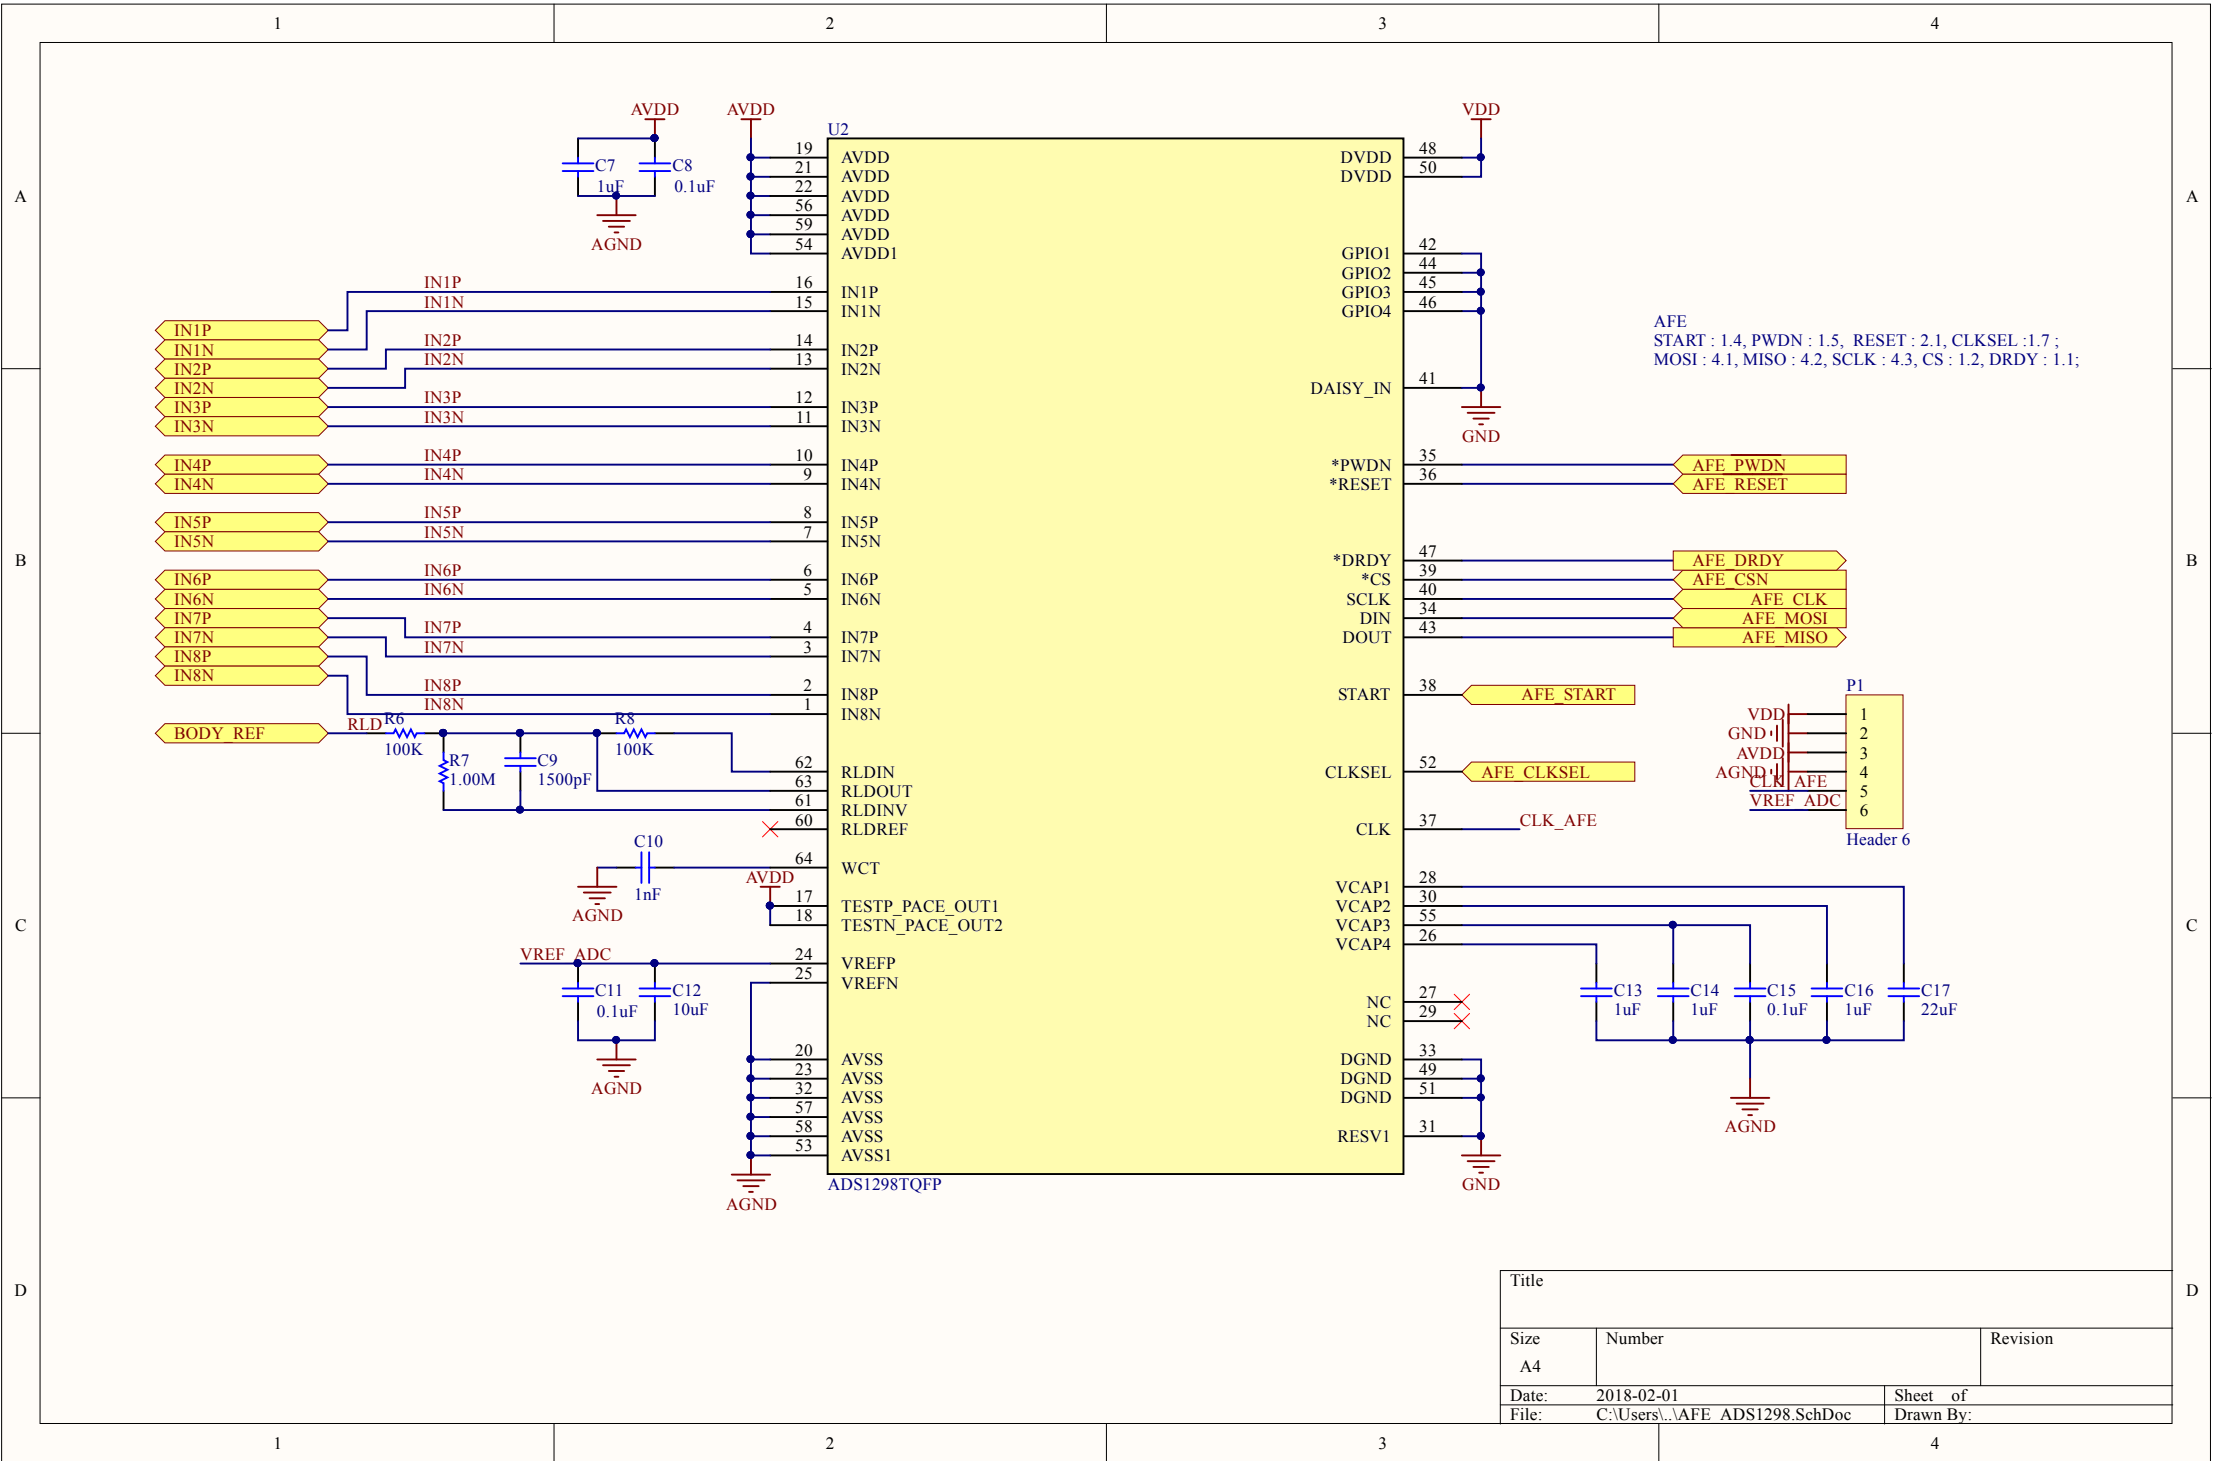 1 2 3 4
A A
B B
C C
D D
1 2 3 4
AVDD
C7
1uF
C8
0.1uF
AGND
AVDD
U2
19 AVDD
21 AVDD
22 AVDD
56 AVDD
59 AVDD
54 AVDD1
IN1P 16 IN1P
IN1N 15 IN1N
IN2P 14 IN2P
IN2N 13 IN2N
IN3P 12 IN3P
IN3N 11 IN3N
IN4P 10 IN4P
IN4N 9 IN4N
IN5P 8 IN5P
IN5N 7 IN5N
IN6P 6 IN6P
IN6N 5 IN6N
IN7P 4 IN7P
IN7N 3 IN7N
IN8P 2 IN8P
IN8N 1 IN8N
IN1P
IN1N
IN2P
IN2N
IN3P
IN3N
IN4P
IN4N
IN5P
IN5N
IN6P
IN6N
IN7P
IN7N
IN8P
IN8N
BODY_REF
RLD
R6
100K
R7
1.00M
C9
1500pF
R8
100K
62 RLDIN
63 RLDOUT
61 RLDINV
60 RLDREF
C10
1nF
AGND
64 WCT
AVDD
17 TESTP_PACE_OUT1
18 TESTN_PACE_OUT2
VREF_ADC
24 VREFP
25 VREFN
C11
0.1uF
C12
10uF
AGND
20 AVSS
23 AVSS
32 AVSS
57 AVSS
58 AVSS
53 AVSS1
AGND
ADS1298TQFP
VDD
DVDD 48
DVDD 50
GPIO1 42
GPIO2 44
GPIO3 45
GPIO4 46
DAISY_IN 41
GND
AFE
START : 1.4, PWDN : 1.5, RESET : 2.1, CLKSEL :1.7 ;
MOSI : 4.1, MISO : 4.2, SCLK : 4.3, CS : 1.2, DRDY : 1.1;
*PWDN 35 AFE_PWDN
*RESET 36 AFE_RESET
*DRDY 47 AFE_DRDY
*CS 39 AFE_CSN
SCLK 40 AFE_CLK
DIN 34 AFE_MOSI
DOUT 43 AFE_MISO
START 38 AFE_START
CLKSEL 52 AFE_CLKSEL
CLK 37 CLK_AFE
P1
VDD 1
GND 2
AVDD 3
AGND 4
CLK_AFE 5
VREF_ADC 6
Header 6
VCAP1 28
VCAP2 30
VCAP3 55
VCAP4 26
C13
1uF
C14
1uF
C15
0.1uF
C16
1uF
C17
22uF
AGND
NC 27
NC 29
DGND 33
DGND 49
DGND 51
RESV1 31
GND
Title
Size
A4
Number
Revision
Date: 2018-02-01
Sheet of
File: C:\Users\..\AFE_ADS1298.SchDoc
Drawn By: